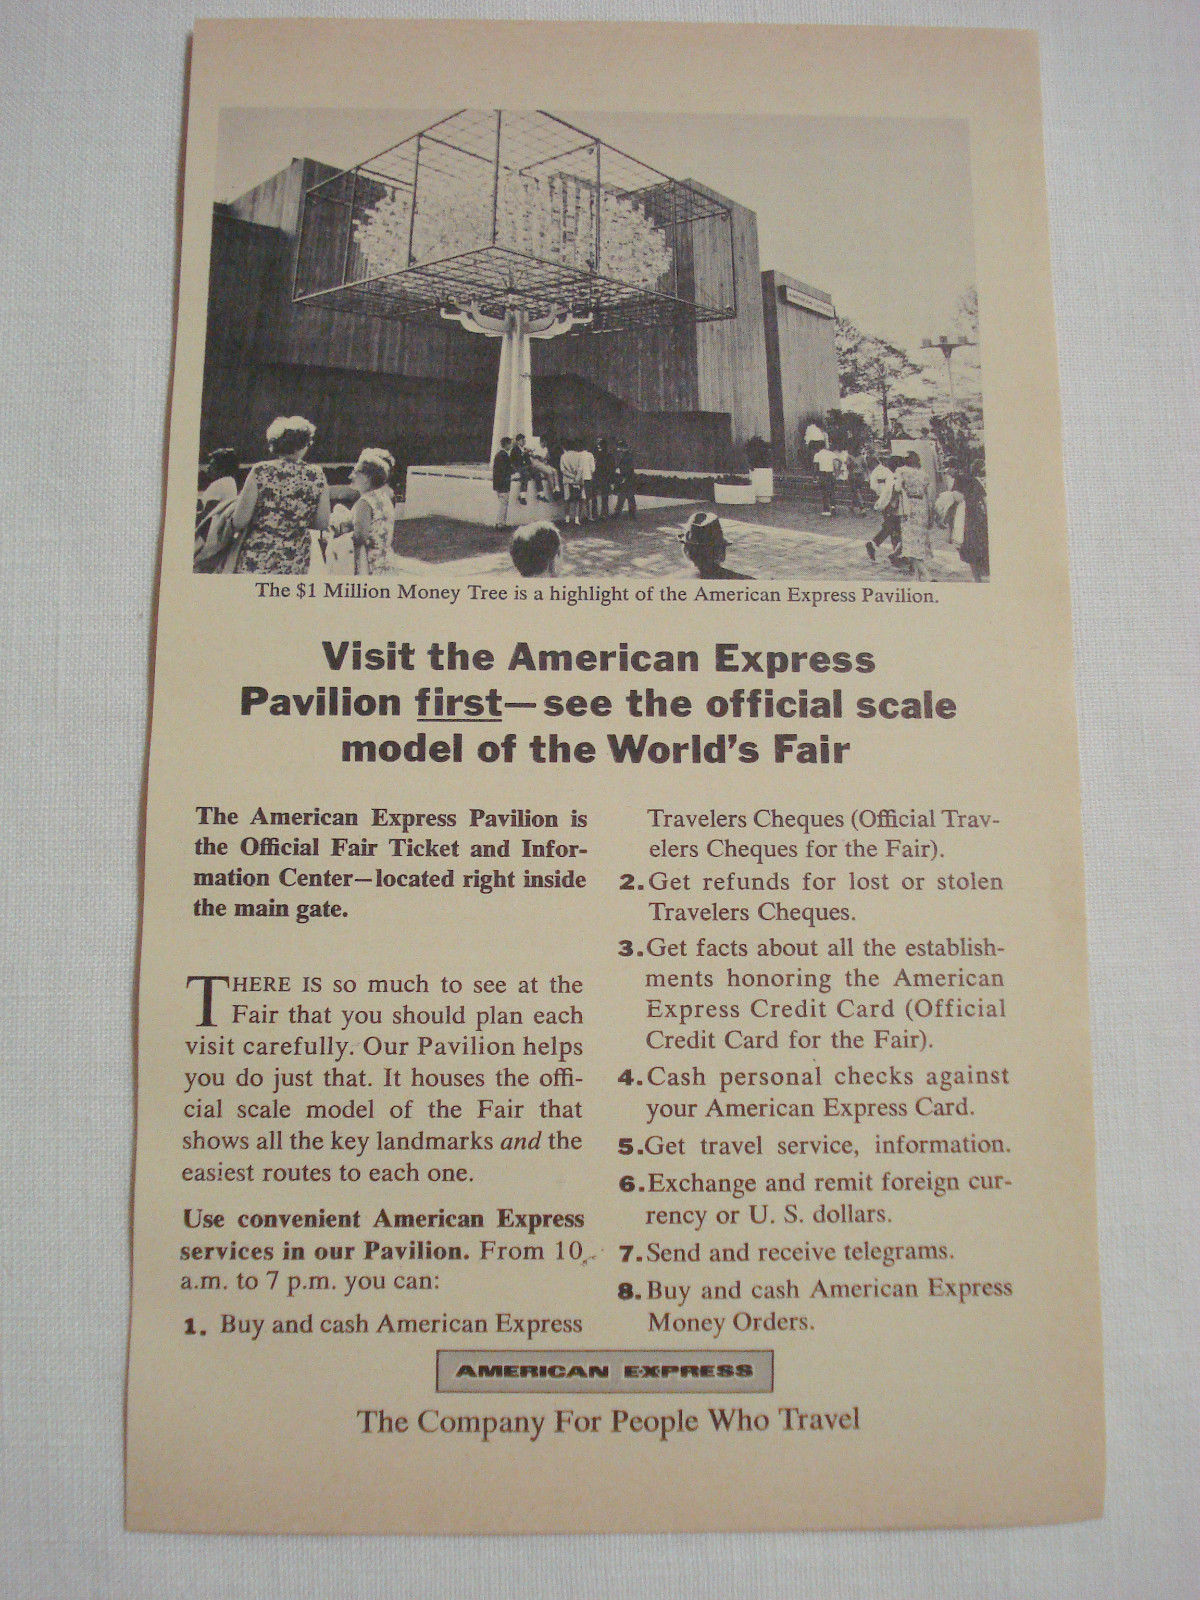 The $1 Million Money Tree is a highlight of the American Express Pavilion.
Visit the American Express
Pavilion first—see the official scale
model of the World's Fair
The American Express Pavilion is
the Official Fair Ticket and Infor-
mation Center—located right inside
the main gate.
THERE IS so much to see at the
Fair that you should plan each
visit carefully. Our Pavilion helps
you do just that. It houses the offi-
cial scale model of the Fair that
shows all the key landmarks and the
easiest routes to each one.
Use convenient American Express
services in our Pavilion. From 10
a.m. to 7 p.m. you can:
1. Buy and cash American Express
Travelers Cheques (Official Trav-
elers Cheques for the Fair).
2. Get refunds for lost or stolen
Travelers Cheques.
3. Get facts about all the establish-
ments honoring the American
Express Credit Card (Official
Credit Card for the Fair).
4. Cash personal checks against
your American Express Card.
5. Get travel service, information.
6. Exchange and remit foreign cur-
rency or U. S. dollars.
7. Send and receive telegrams.
8. Buy and cash American Express
Money Orders.
AMERICAN EXPRESS
The Company For People Who Travel